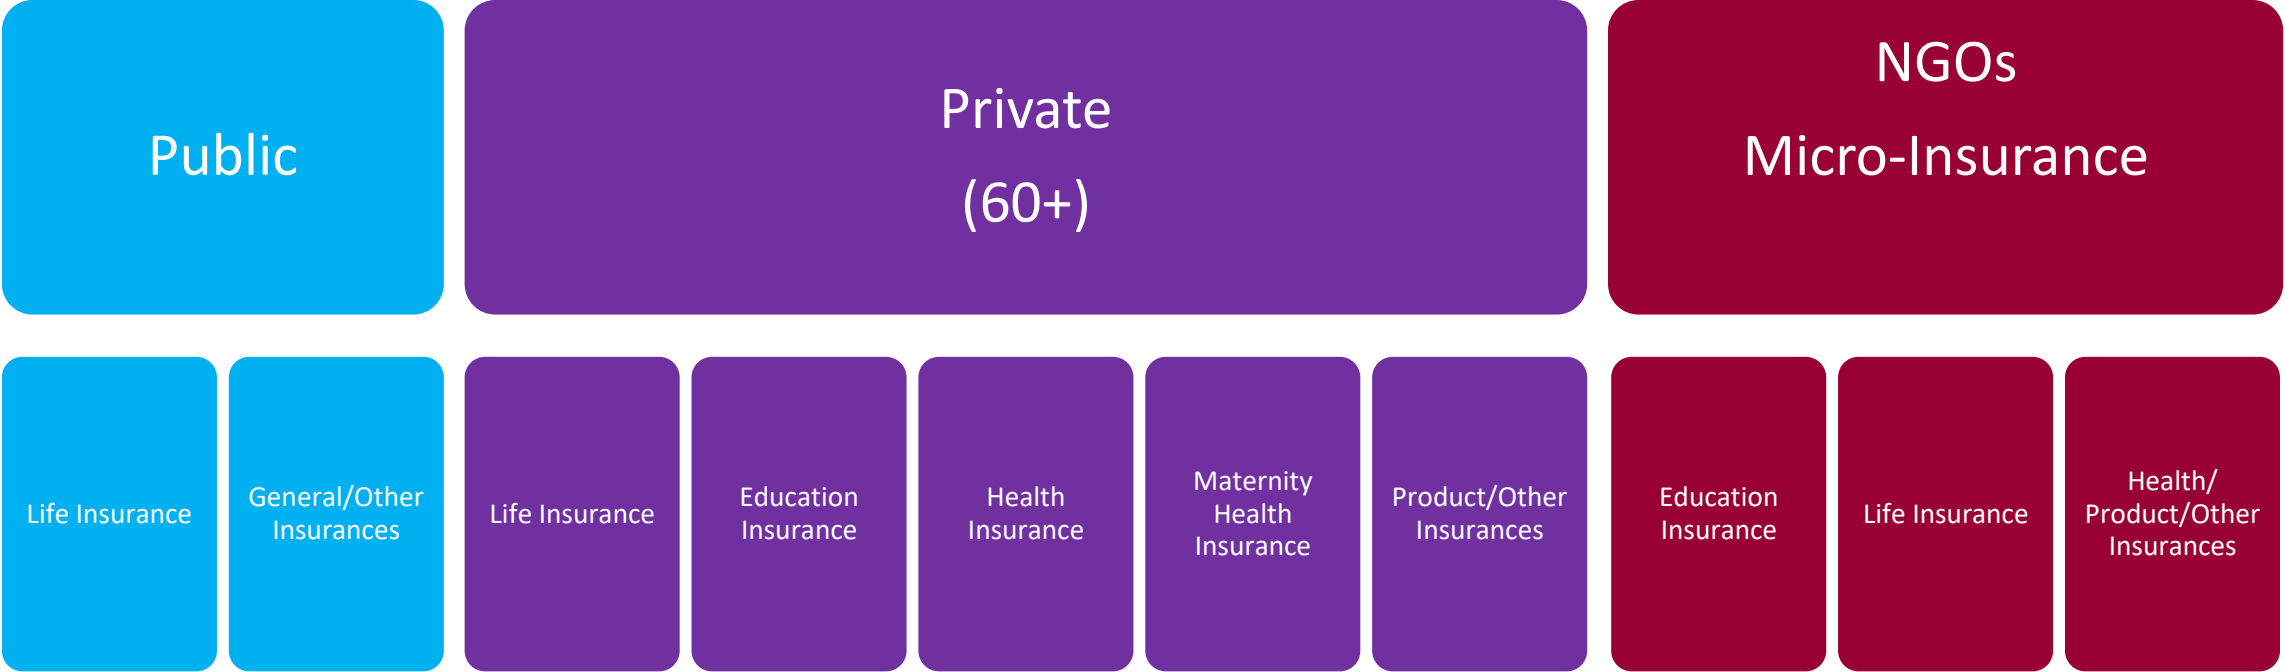 Public
Private
(60+)
NGOs
Micro-Insurance
Life Insurance
General/Other
Insurances
Life Insurance
Education
Insurance
Health
Insurance
Maternity
Health
Insurance
Product/Other
Insurances
Education
Insurance
Life Insurance
Health/
Product/Other
Insurances